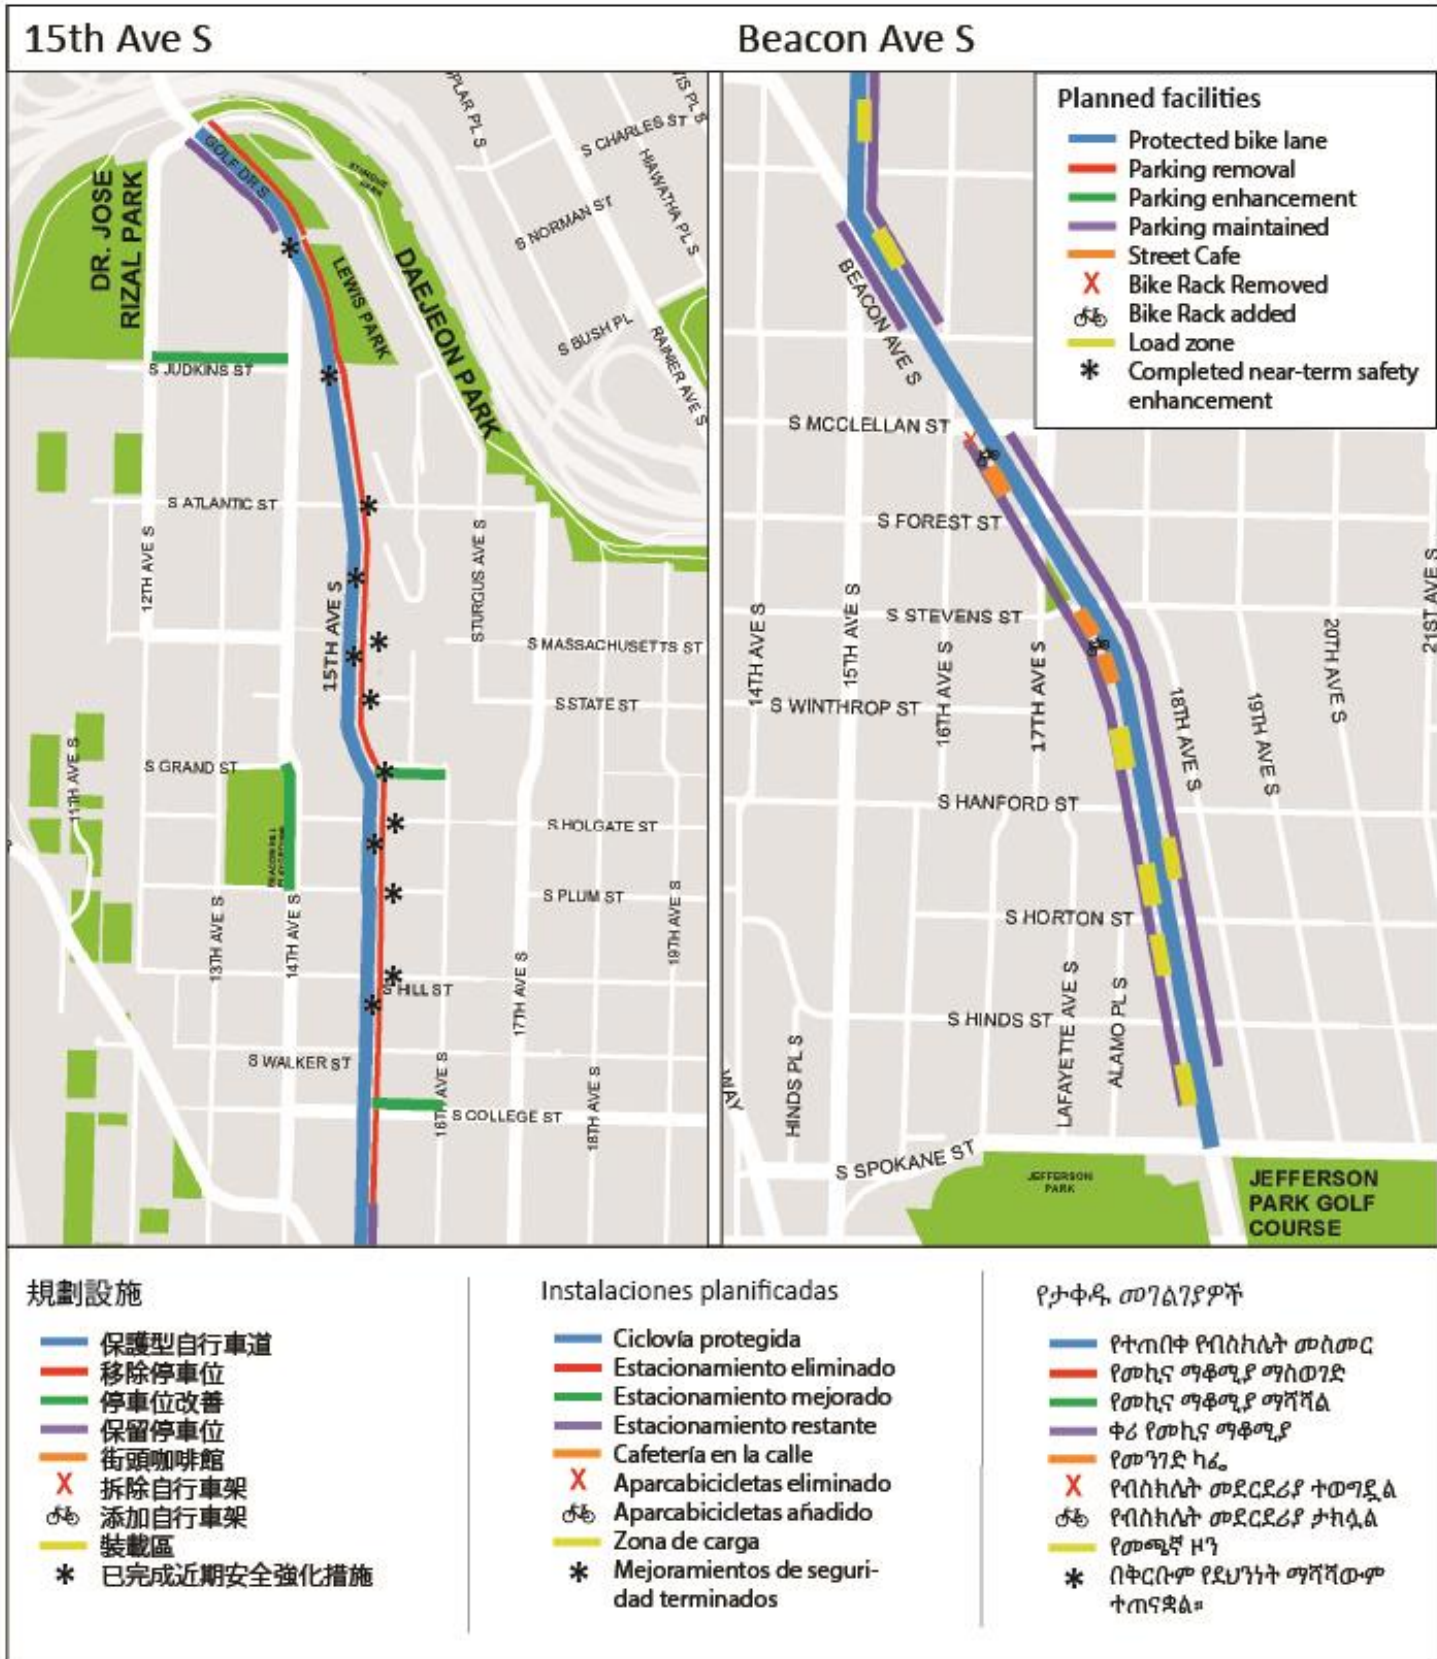 15th Ave S
Beacon Ave S
GOLF DR S
DR. JOSE
RIZAL PARK
LEWIS PARK
DAEJEON PARK
S CHARLES ST
HIAWATHA PL S
S NORMAN ST
S BUSH PL
RAINIER AVE S
S JUDKINS ST
S ATLANTIC ST
12TH AVE S
15TH AVE S
STURGUS AVE S
S MASSACHUSETTS ST
S STATE ST
11TH AVE S
S GRAND ST
S HOLGATE ST
S PLUM ST
13TH AVE S
14TH AVE S
17TH AVE S
19TH AVE S
S HILL ST
S WALKER ST
16TH AVE S
18TH AVE S
S COLLEGE ST
Planned facilities
Protected bike lane
Parking removal
Parking enhancement
Parking maintained
Street Cafe
X Bike Rack Removed
Bike Rack added
Load zone
* Completed near-term safety
enhancement
BEACON AVE S
S MCCLELLAN ST
S FOREST ST
S STEVENS ST
14TH AVE S
15TH AVE S
16TH AVE S
17TH AVE S
S WINTHROP ST
18TH AVE S
19TH AVE S
20TH AVE S
21ST AVE S
S HANFORD ST
S HORTON ST
S HINDS ST
LAFAYETTE AVE S
ALAMO PL S
HINDS PL S
WAY
S SPOKANE ST
JEFFERSON
PARK
JEFFERSON
PARK GOLF
COURSE
規劃設施
保護型自行車道
移除停車位
停車位改善
保留停車位
街頭咖啡館
X 拆除自行車架
添加自行車架
裝載區
* 已完成近期安全強化措施
Instalaciones planificadas
Ciclovía protegida
Estacionamiento eliminado
Estacionamiento mejorado
Estacionamiento restante
Cafetería en la calle
X Aparcabicicletas eliminado
Aparcabicicletas añadido
Zona de carga
* Mejoramientos de seguri-
dad terminados
የታቀዱ መገልገያዎች
የተጠበቀ የብስክሌት መስመር
የመኪና ማቆሚያ ማስወገድ
የመኪና ማቆሚያ ማሻሻል
ቀሪ የመኪና ማቆሚያ
የመንገድ ካፌ
X የብስክሌት መደርደሪያ ተወግዷል
የብስክሌት መደርደሪያ ታክሏል
የመጫኛ ዞን
* በቅርቡም የደህንነት ማሻሻውም
ተጠናቋል።